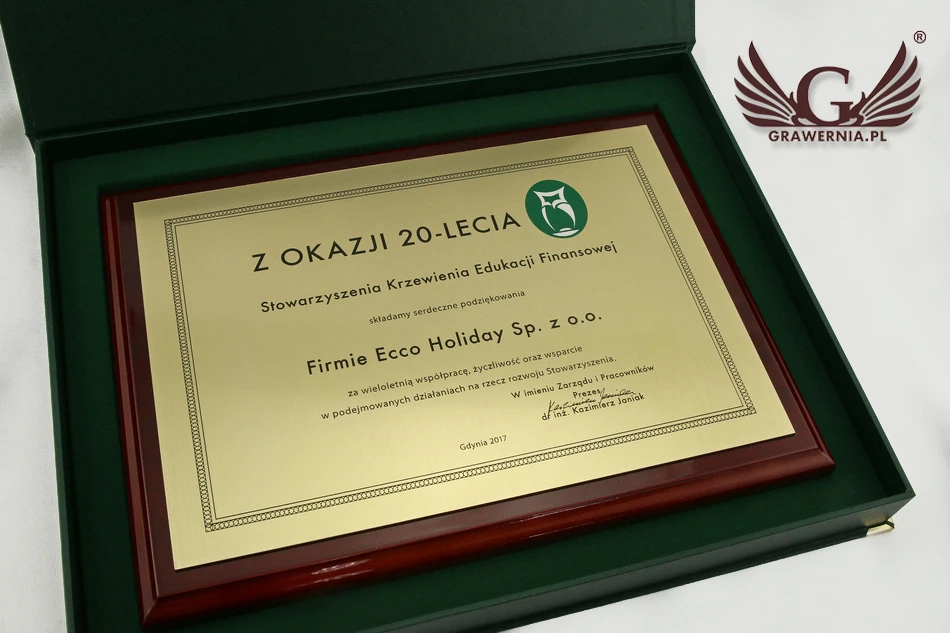 G
GRAWERNIA.PL
®
Z OKAZJI 20-LECIA
Stowarzyszenia Krzewienia Edukacji Finansowej
składamy serdeczne podziękowania
Firmie Ecco Holiday Sp. z o.o.
za wieloletnią współpracę, życzliwość oraz wsparcie
w podejmowanych działaniach na rzecz rozwoju Stowarzyszenia.
W imieniu Zarządu i Pracowników
Prezes
dr inż. Kazimierz Janiak
Gdynia 2017